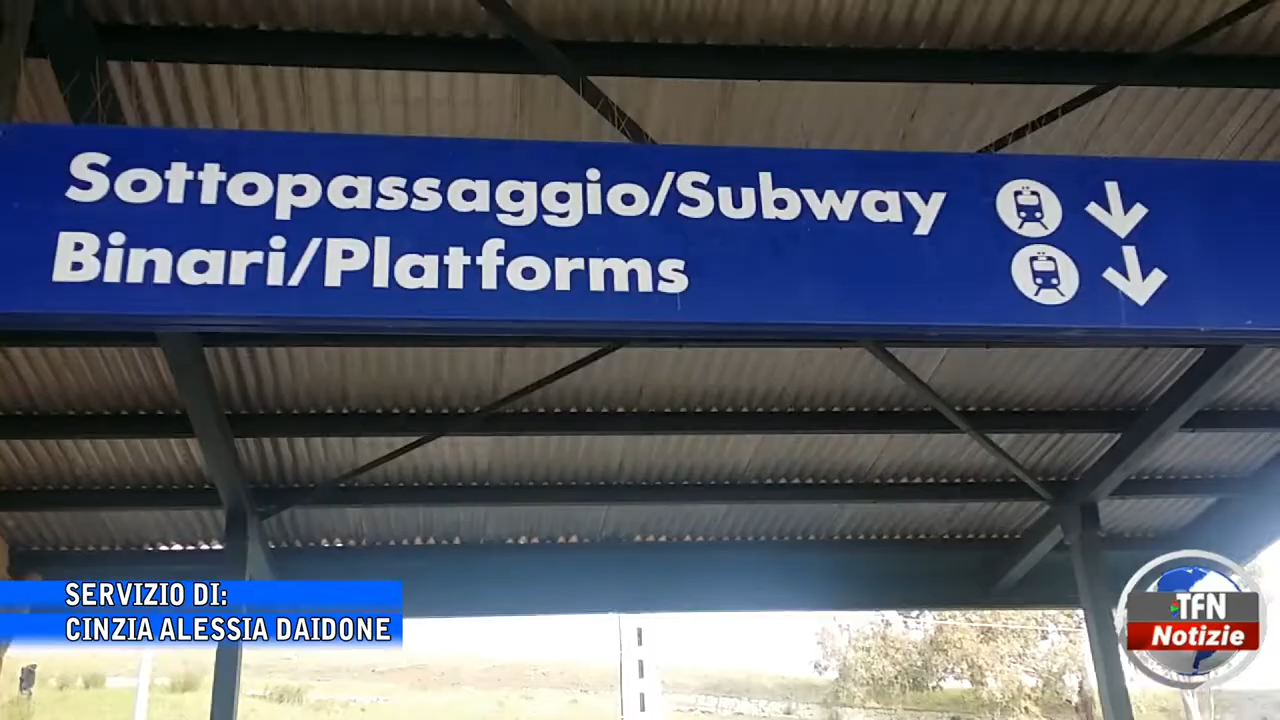 Sottopassaggio/Subway
Binari/Platforms
SERVIZIO DI:
CINZIA ALESSIA DAIDONE
TFN
Notizie